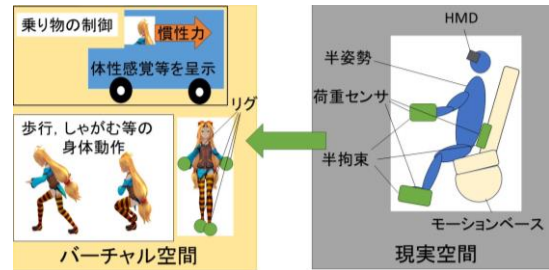 乗り物の制御
慣性力
体性感覚等を呈示
リグ
歩行,しゃがむ等の
身体動作
バーチャル空間
HMD
半姿勢
荷重センサ
半拘束
モーションベース
現実空間